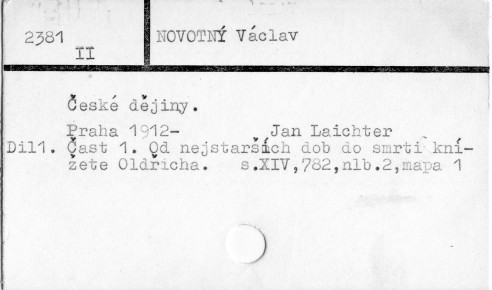 2381
II
NOVOTNÝ Václav
České dějiny.
Praha 1912- Jan Laichter
Díl1. Část 1. Od nejstarších dob do smrti kní-
žete Oldřicha. s.XIV,782,nlb.2,mapa 1